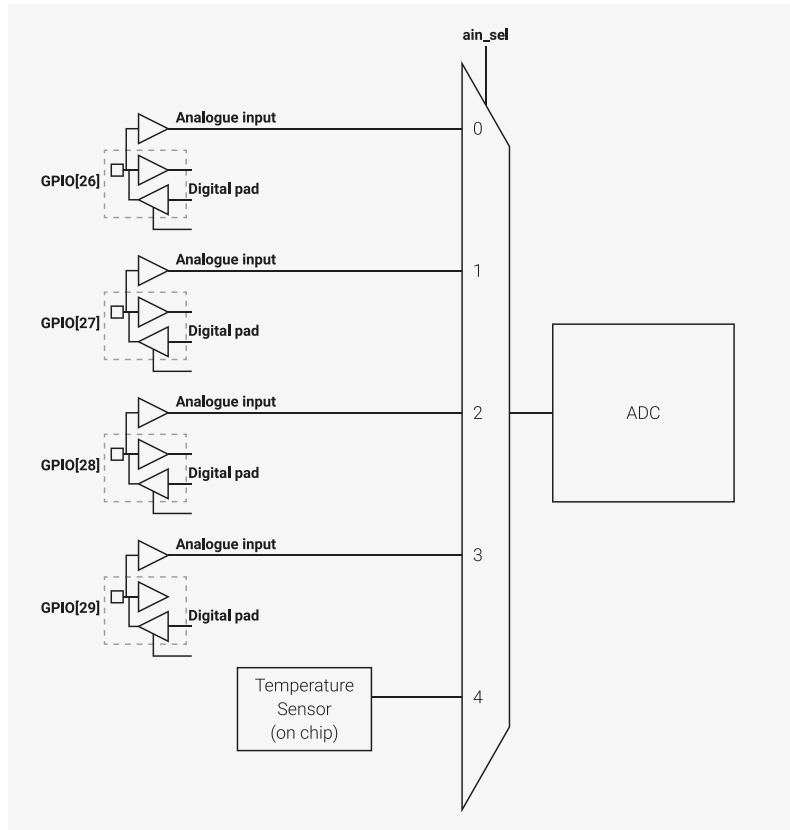 ain_sel
Analogue input
0
GPIO[26]
Digital pad
Analogue input
1
GPIO[27]
Digital pad
Analogue input
2
ADC
GPIO[28]
Digital pad
Analogue input
3
GPIO[29]
Digital pad
Temperature
Sensor
(on chip)
4